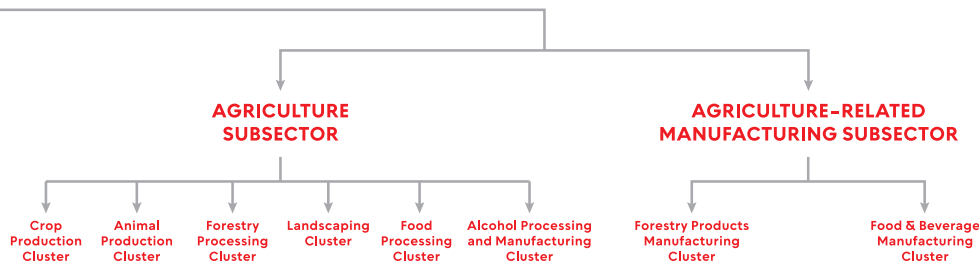 AGRICULTURE
SUBSECTOR
AGRICULTURE-RELATED
MANUFACTURING SUBSECTOR
Crop
Production
Cluster
Animal
Production
Cluster
Forestry
Processing
Cluster
Landscaping
Cluster
Food
Processing
Cluster
Alcohol Processing
and Manufacturing
Cluster
Forestry Products
Manufacturing
Cluster
Food & Beverage
Manufacturing
Cluster